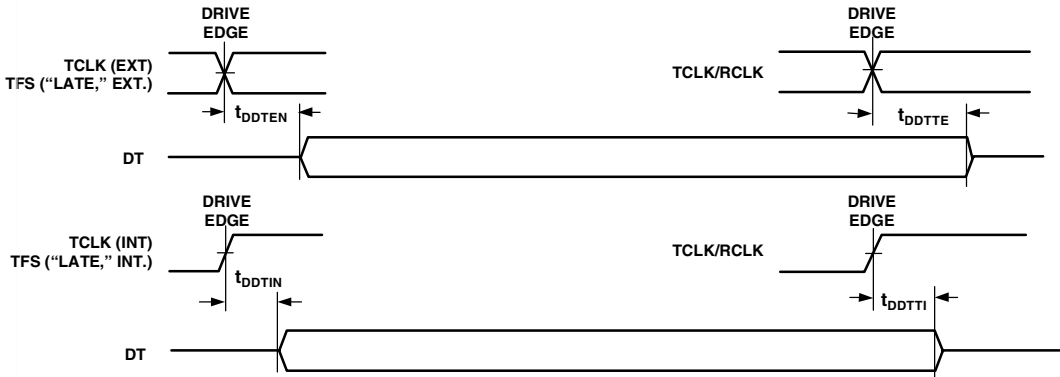 DRIVE
EDGE
DRIVE
EDGE
TCLK (EXT)
TFS (“LATE,” EXT.)
TCLK/RCLK
tDDTEN
tDDTTE
DT
DRIVE
EDGE
DRIVE
EDGE
TCLK (INT)
TFS (“LATE,” INT.)
TCLK/RCLK
tDDTIN
tDDTTI
DT